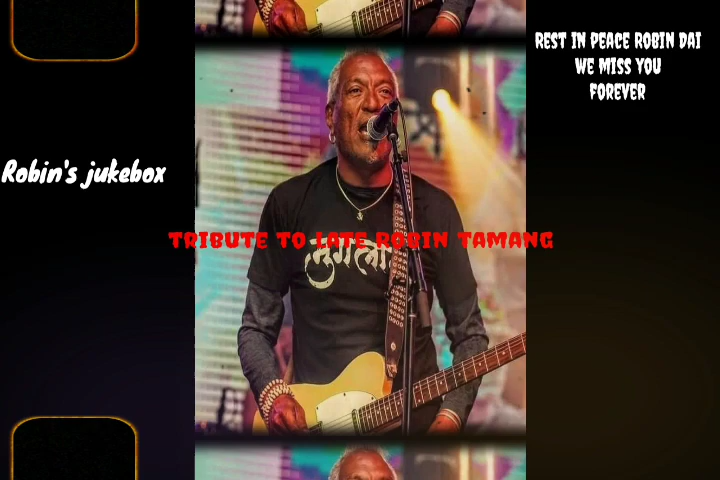 REST IN PEACE ROBIN DAI
WE MISS YOU
FOREVER
Robin's jukebox
TRIBUTE TO LATE ROBIN TAMANG